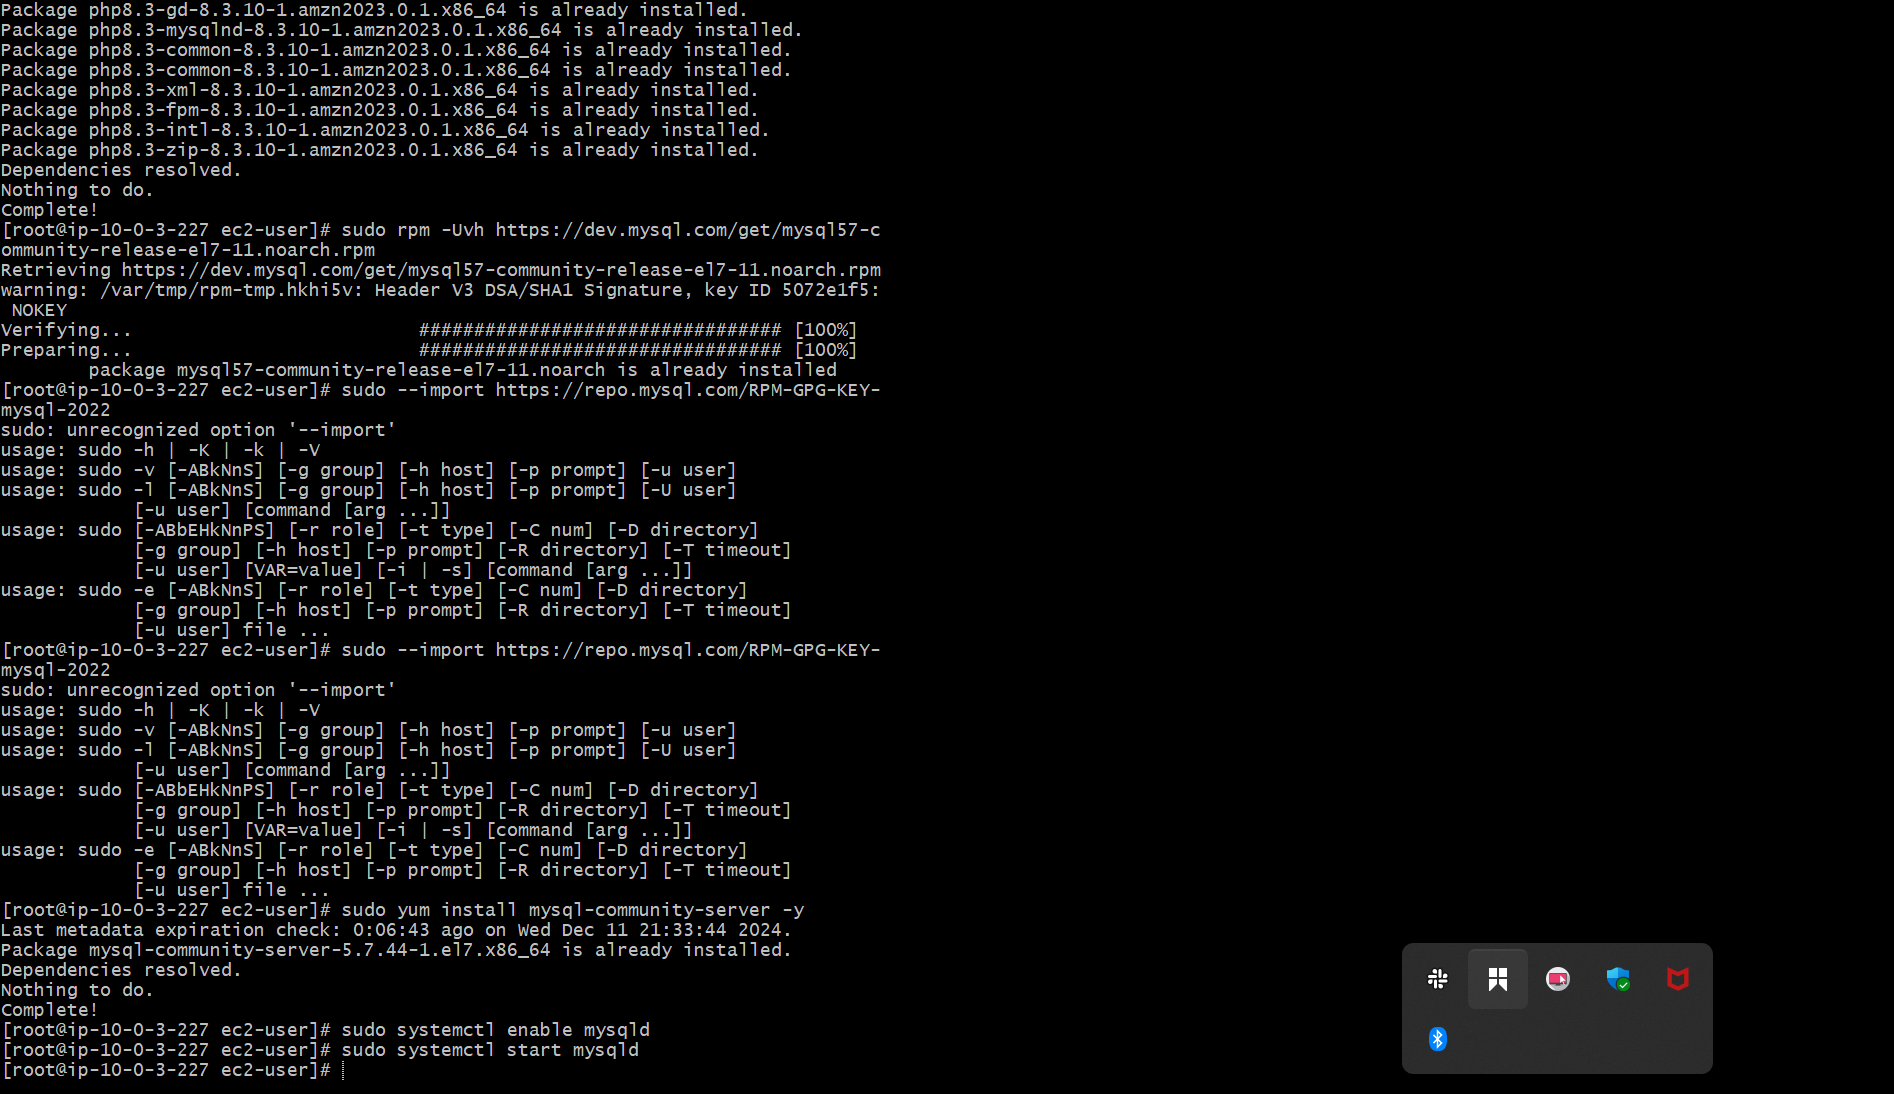 Package php8.3-gd-8.3.10-1.amzn2023.0.1.x86_64 is already installed.
Package php8.3-mysqlnd-8.3.10-1.amzn2023.0.1.x86_64 is already installed.
Package php8.3-common-8.3.10-1.amzn2023.0.1.x86_64 is already installed.
Package php8.3-common-8.3.10-1.amzn2023.0.1.x86_64 is already installed.
Package php8.3-xml-8.3.10-1.amzn2023.0.1.x86_64 is already installed.
Package php8.3-fpm-8.3.10-1.amzn2023.0.1.x86_64 is already installed.
Package php8.3-intl-8.3.10-1.amzn2023.0.1.x86_64 is already installed.
Package php8.3-zip-8.3.10-1.amzn2023.0.1.x86_64 is already installed.
Dependencies resolved.
Nothing to do.
Complete!
[root@ip-10-0-3-227 ec2-user]# sudo rpm -Uvh https://dev.mysql.com/get/mysql57-c
ommunity-release-el7-11.noarch.rpm
Retrieving https://dev.mysql.com/get/mysql57-community-release-el7-11.noarch.rpm
warning: /var/tmp/rpm-tmp.hkhi5v: Header V3 DSA/SHA1 Signature, key ID 5072e1f5:
 NOKEY
Verifying...                          ################################# [100%]
Preparing...                          ################################# [100%]
        package mysql57-community-release-el7-11.noarch is already installed
[root@ip-10-0-3-227 ec2-user]# sudo --import https://repo.mysql.com/RPM-GPG-KEY-
mysql-2022
sudo: unrecognized option '--import'
usage: sudo -h | -K | -k | -V
usage: sudo -v [-ABkNnS] [-g group] [-h host] [-p prompt] [-u user]
usage: sudo -l [-ABkNnS] [-g group] [-h host] [-p prompt] [-U user]
            [-u user] [command [arg ...]]
usage: sudo [-ABbEHkNnPS] [-r role] [-t type] [-C num] [-D directory]
            [-g group] [-h host] [-p prompt] [-R directory] [-T timeout]
            [-u user] [VAR=value] [-i | -s] [command [arg ...]]
usage: sudo -e [-ABkNnS] [-r role] [-t type] [-C num] [-D directory]
            [-g group] [-h host] [-p prompt] [-R directory] [-T timeout]
            [-u user] file ...
[root@ip-10-0-3-227 ec2-user]# sudo --import https://repo.mysql.com/RPM-GPG-KEY-
mysql-2022
sudo: unrecognized option '--import'
usage: sudo -h | -K | -k | -V
usage: sudo -v [-ABkNnS] [-g group] [-h host] [-p prompt] [-u user]
usage: sudo -l [-ABkNnS] [-g group] [-h host] [-p prompt] [-U user]
            [-u user] [command [arg ...]]
usage: sudo [-ABbEHkNnPS] [-r role] [-t type] [-C num] [-D directory]
            [-g group] [-h host] [-p prompt] [-R directory] [-T timeout]
            [-u user] [VAR=value] [-i | -s] [command [arg ...]]
usage: sudo -e [-ABkNnS] [-r role] [-t type] [-C num] [-D directory]
            [-g group] [-h host] [-p prompt] [-R directory] [-T timeout]
            [-u user] file ...
[root@ip-10-0-3-227 ec2-user]# sudo yum install mysql-community-server -y
Last metadata expiration check: 0:06:43 ago on Wed Dec 11 21:33:44 2024.
Package mysql-community-server-5.7.44-1.el7.x86_64 is already installed.
Dependencies resolved.
Nothing to do.
Complete!
[root@ip-10-0-3-227 ec2-user]# sudo systemctl enable mysqld
[root@ip-10-0-3-227 ec2-user]# sudo systemctl start mysqld
[root@ip-10-0-3-227 ec2-user]#